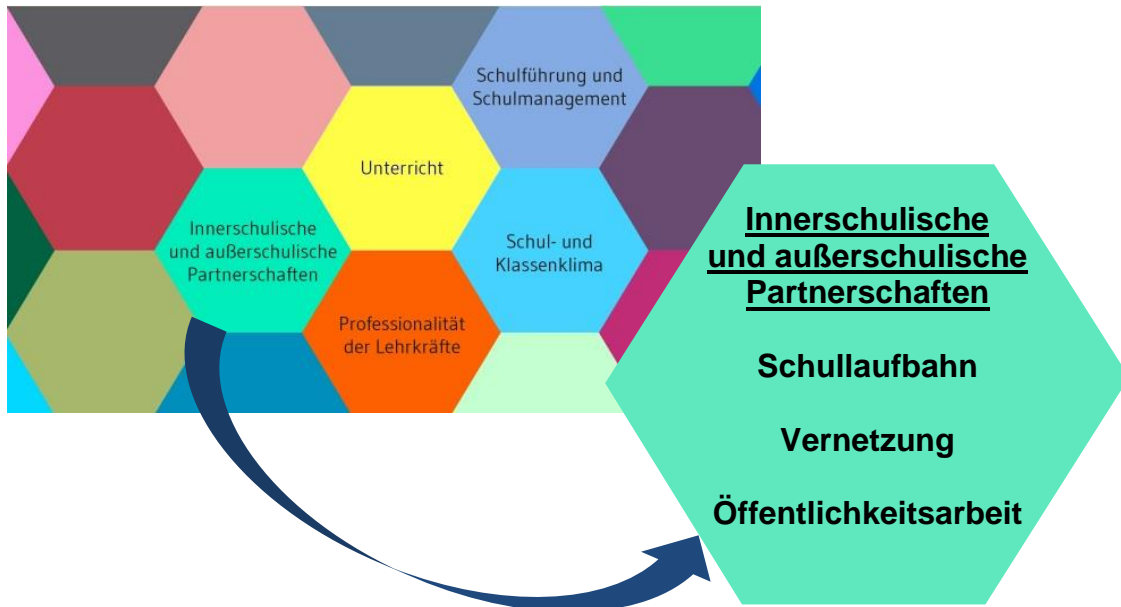 Schulführung und
Schulmanagement
Unterricht
Innerschulische
und außerschulische
Partnerschaften
Schul- und
Klassenklima
Professionalität
der Lehrkräfte
Innerschulische
und außerschulische
Partnerschaften
Schullaufbahn
Vernetzung
Öffentlichkeitsarbeit